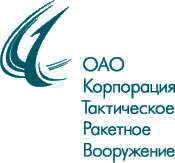 ОАО
Корпорация
Тактическое
Ракетное
Вооружение